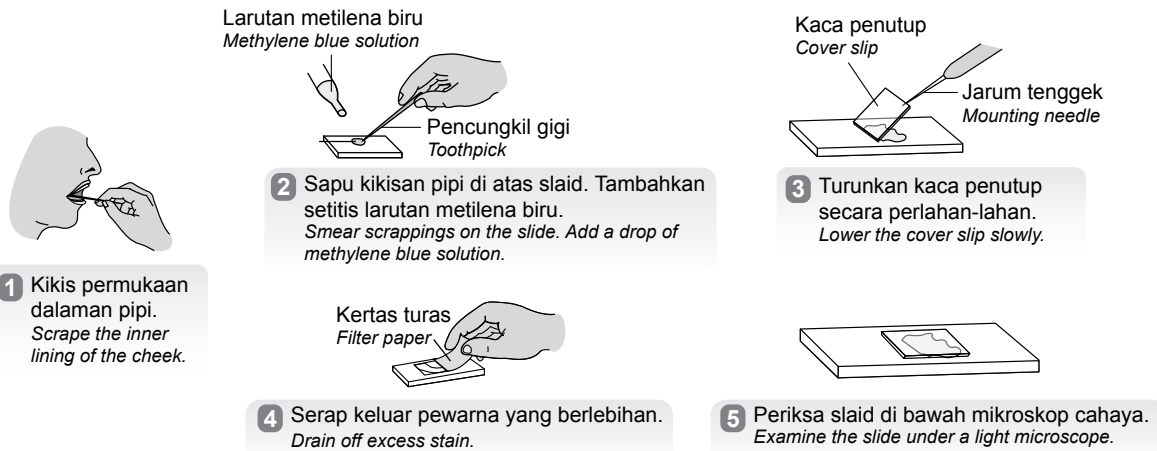 Larutan metilena biru
Methylene blue solution
Pencungkil gigi
Toothpick
Kaca penutup
Cover slip
Jarum tenggek
Mounting needle
1 Kikis permukaan
dalaman pipi.
Scrape the inner
lining of the cheek.
2 Sapu kikisan pipi di atas slaid. Tambahkan
setitis larutan metilena biru.
Smear scrappings on the slide. Add a drop of
methylene blue solution.
3 Turunkan kaca penutup
secara perlahan-lahan.
Lower the cover slip slowly.
Kertas turas
Filter paper
4 Serap keluar pewarna yang berlebihan.
Drain off excess stain.
5 Periksa slaid di bawah mikroskop cahaya.
Examine the slide under a light microscope.